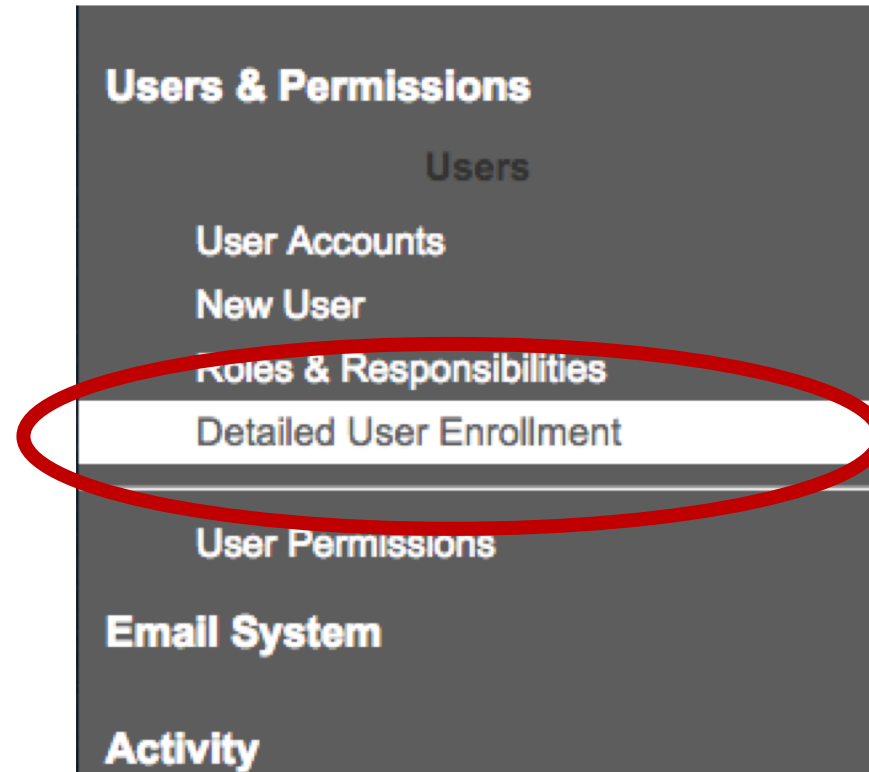 Users & Permissions
Users
User Accounts
New User
Roles & Responsibilities
Detailed User Enrollment
User Permissions
Email System
Activity